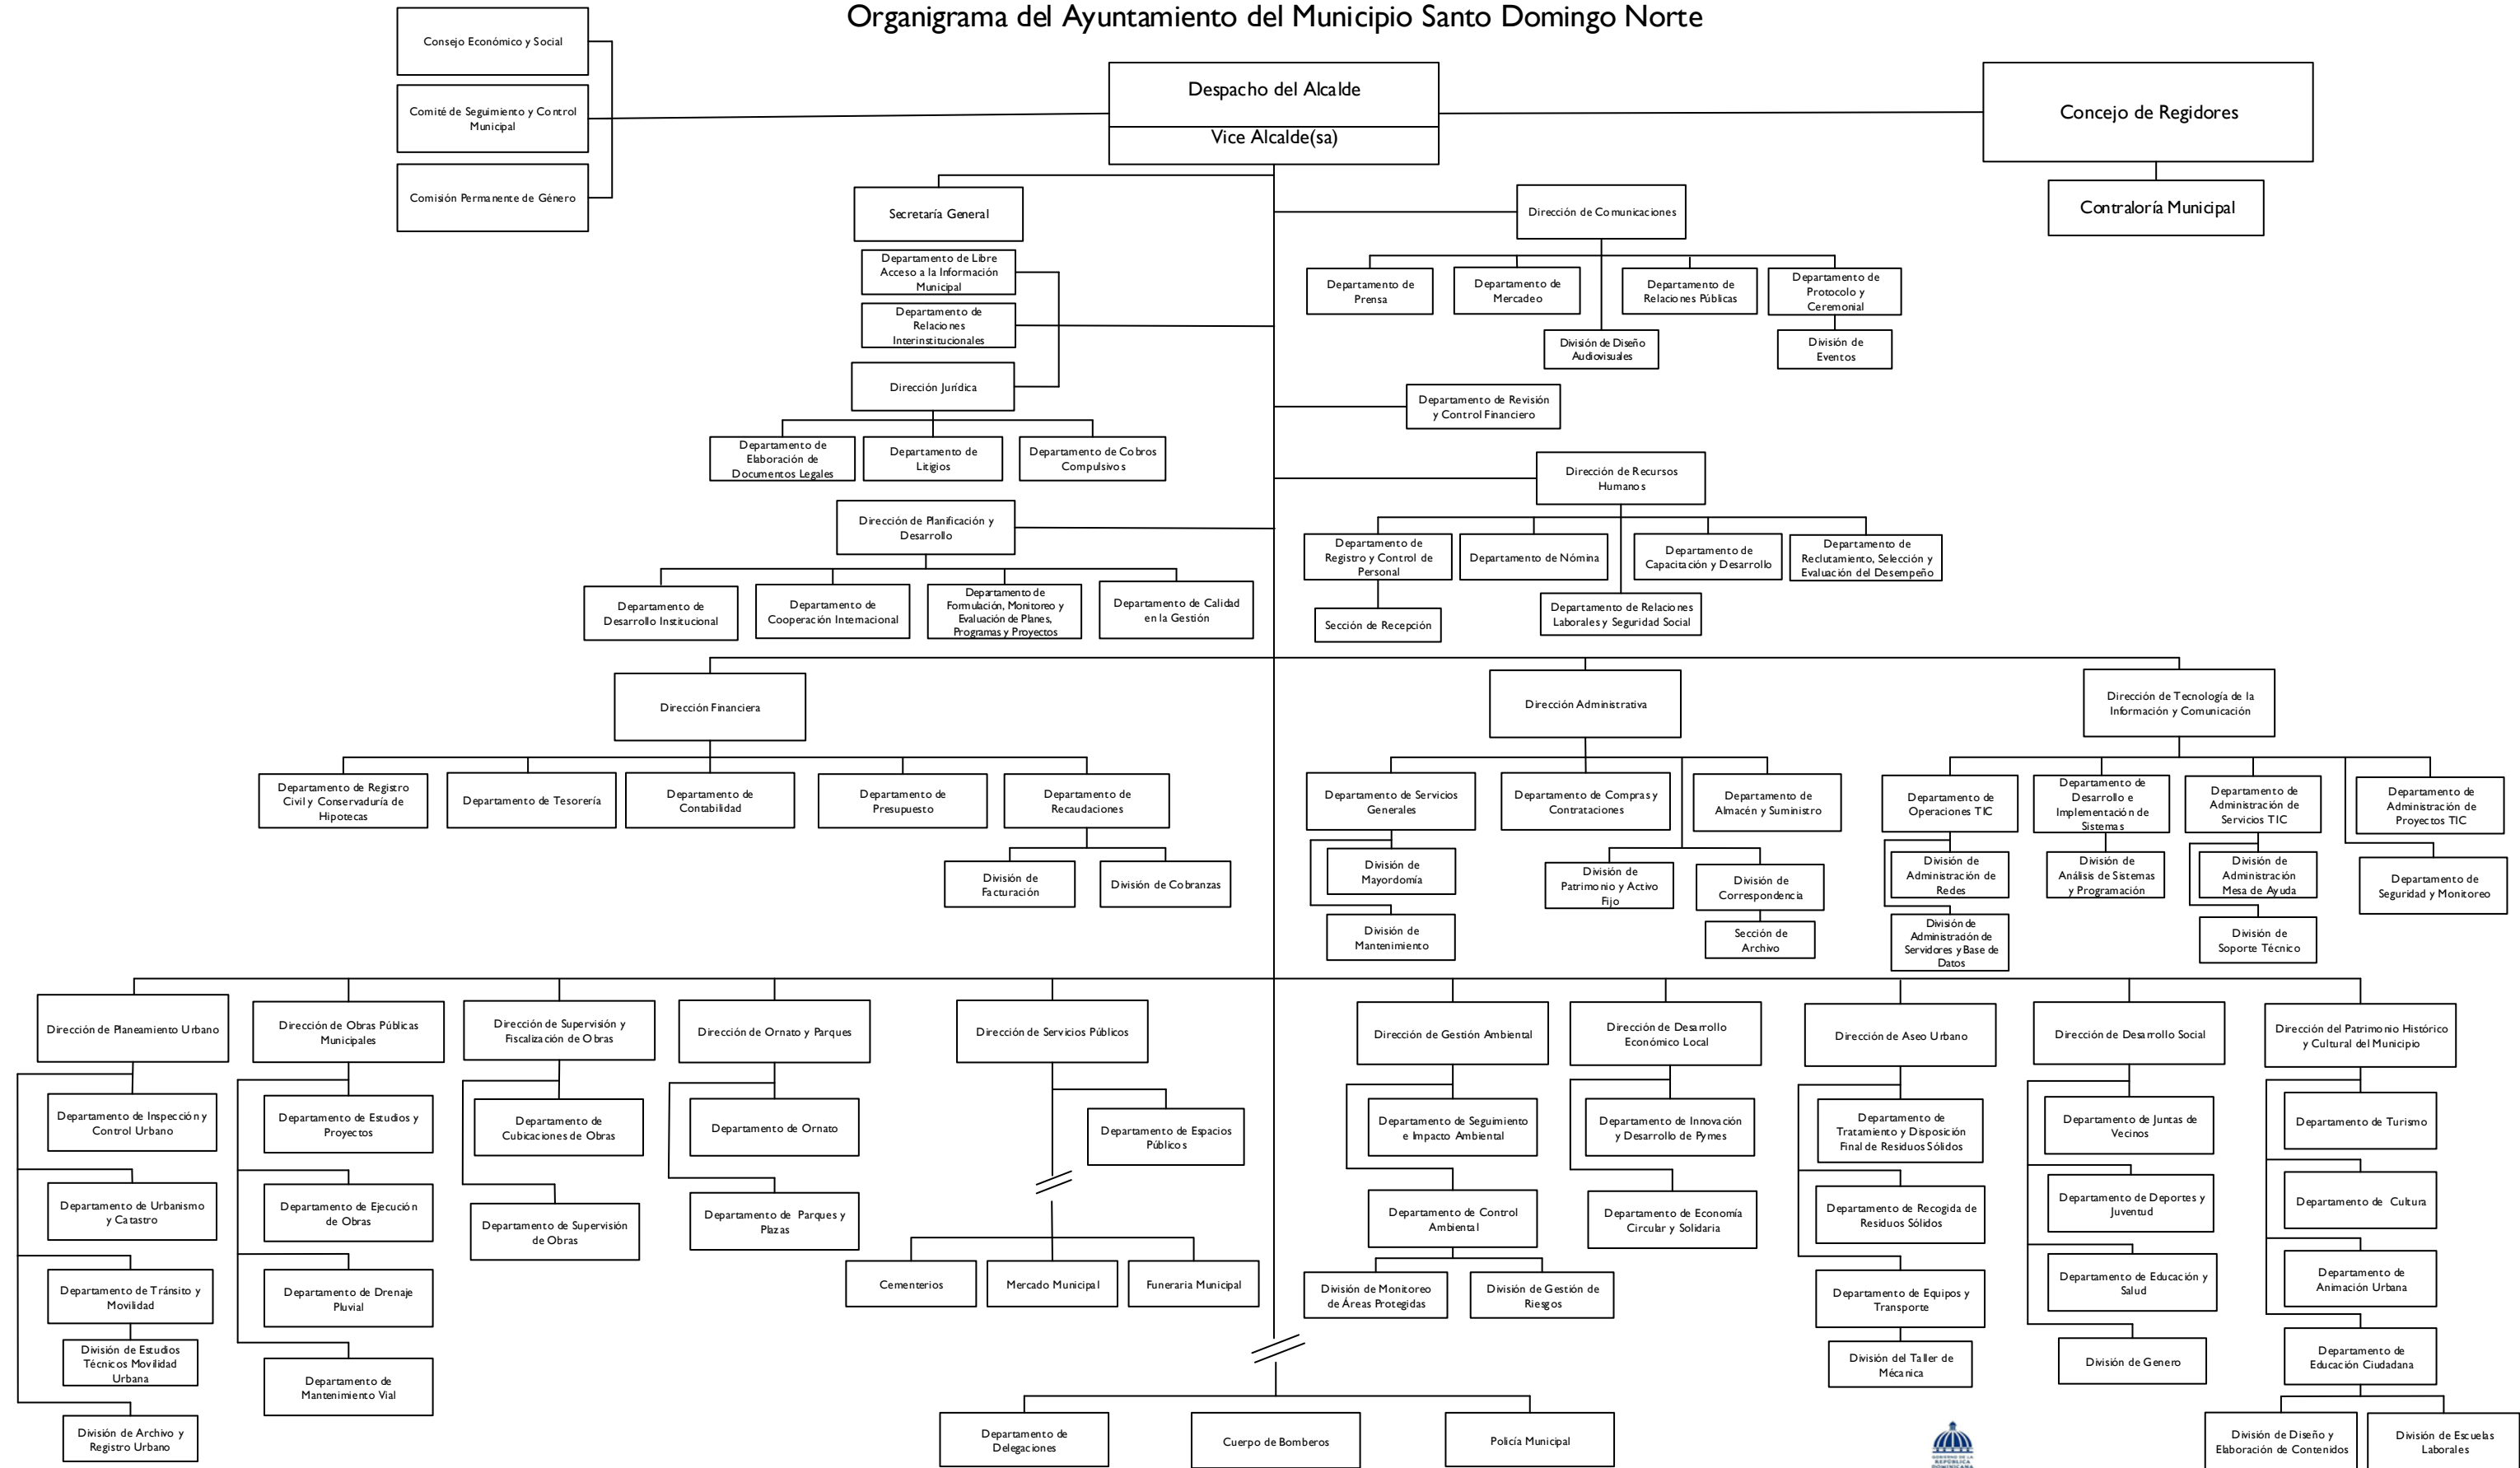 Organigrama del Ayuntamiento del Municipio Santo Domingo Norte
Consejo Económico y Social
Comité de Seguimiento y Control
Municipal
Comisión Permanente de Género
Despacho del Alcalde
Vice Alcalde(sa)
Concejo de Regidores
Contraloría Municipal
Secretaría General
Dirección de Comunicaciones
Departamento de Libre
Acceso a la Información
Municipal
Departamento de
Relaciones
Interinstitucionales
Dirección Jurídica
Departamento de
Prensa
Departamento de
Mercadeo
Departamento de
Relaciones Públicas
Departamento de
Protocolo y
Ceremonial
División de Diseño
Audiovisuales
División de
Eventos
Departamento de Revisión
y Control Financiero
Departamento de
Elaboración de
Documentos Legales
Departamento de
Litigios
Departamento de Cobros
Compulsivos
Dirección de Recursos
Humanos
Dirección de Planificación y
Desarrollo
Departamento de
Registro y Control de
Personal
Departamento de Nómina
Departamento de
Capacitación y Desarrollo
Departamento de
Reclutamiento, Selección y
Evaluación del Desempeño
Sección de Recepción
Departamento de Relaciones
Laborales y Seguridad Social
Departamento de
Desarrollo Institucional
Departamento de
Cooperación Internacional
Departamento de
Formulación, Monitoreo y
Evaluación de Planes,
Programas y Proyectos
Departamento de Calidad
en la Gestión
Dirección Financiera
Dirección Administrativa
Dirección de Tecnología de la
Información y Comunicación
Departamento de Registro
Civil y Conservaduría de
Hipotecas
Departamento de Tesorería
Departamento de
Contabilidad
Departamento de
Presupuesto
Departamento de
Recaudaciones
División de
Facturación
División de Cobranzas
Departamento de Servicios
Generales
Departamento de Compras y
Contrataciones
Departamento de
Almacén y Suministro
División de
Mayordomía
División de
Mantenimiento
División de
Patrimonio y Activo
Fijo
División de
Correspondencia
Sección de
Archivo
Departamento de
Operaciones TIC
Departamento de
Desarrollo e
Implementación de
Sistemas
Departamento de
Administración de
Servicios TIC
Departamento de
Administración de
Proyectos TIC
División de
Administración de
Redes
División de
Análisis de Sistemas
y Programación
División de
Administración
Mesa de Ayuda
Departamento de
Seguridad y Monitoreo
División de
Administración de
Servidores y Base de
Datos
División de
Soporte Técnico
Dirección de Planeamiento Urbano
Dirección de Obras Públicas
Municipales
Dirección de Supervisión y
Fiscalización de Obras
Dirección de Ornato y Parques
Dirección de Servicios Públicos
Dirección de Gestión Ambiental
Dirección de Desarrollo
Económico Local
Dirección de Aseo Urbano
Dirección de Desarrollo Social
Dirección del Patrimonio Histórico
y Cultural del Municipio
Departamento de Inspección y
Control Urbano
Departamento de Urbanismo
y Catastro
Departamento de Tránsito y
Movilidad
División de Estudios
Técnicos Movilidad
Urbana
División de Archivo y
Registro Urbano
Departamento de Estudios y
Proyectos
Departamento de Ejecución
de Obras
Departamento de Drenaje
Pluvial
Departamento de
Mantenimiento Vial
Departamento de
Cubicaciones de Obras
Departamento de Supervisión
de Obras
Departamento de Ornato
Departamento de Parques y
Plazas
Departamento de Espacios
Públicos
Cementerios
Mercado Municipal
Funeraria Municipal
Departamento de Seguimiento
e Impacto Ambiental
Departamento de Control
Ambiental
División de Monitoreo
de Áreas Protegidas
División de Gestión de
Riesgos
Departamento de Innovación
y Desarrollo de Pymes
Departamento de Economía
Circular y Solidaria
Departamento de
Tratamiento y Disposición
Final de Residuos Sólidos
Departamento de Recogida de
Residuos Sólidos
Departamento de Equipos y
Transporte
División del Taller de
Mécanica
Departamento de Juntas de
Vecinos
Departamento de Deportes y
Juventud
Departamento de Educación y
Salud
División de Genero
Departamento de Turismo
Departamento de Cultura
Departamento de
Animación Urbana
Departamento de
Educación Ciudadana
División de Diseño y
Elaboración de Contenidos
División de Escuelas
Laborales
Departamento de
Delegaciones
Cuerpo de Bomberos
Policía Municipal
GOBIERNO DE LA
REPÚBLICA
DOMINICANA